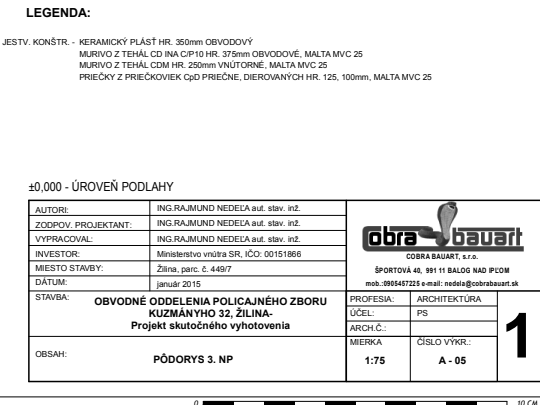 LEGENDA:
JESTV. KONŠTR. - KERAMICKÝ PLÁSŤ HR. 350mm OBVODOVÝ
MURIVO Z TEHÁL CD INA C/P10 HR. 375mm OBVODOVÉ, MALTA MVC 25
MURIVO Z TEHÁL CDM HR. 250mm VNÚTORNÉ, MALTA MVC 25
PRIEČKY Z PRIEČKOVIEK CpD PRIEČNE, DIEROVANÝCH HR. 125, 100mm, MALTA MVC 25
±0,000 - ÚROVEŇ PODLAHY
AUTORI: ING.RAJMUND NEDEĽA aut. stav. inž.
ZODPOV. PROJEKTANT: ING.RAJMUND NEDEĽA aut. stav. inž.
VYPRACOVAL: ING.RAJMUND NEDEĽA aut. stav. inž.
INVESTOR: Ministerstvo vnútra SR, IČO: 00151866
MIESTO STAVBY: Žilina, parc. č. 449/7
DÁTUM: január 2015
cobra bauart
COBRA BAUART, s.r.o.
ŠPORTOVÁ 40, 991 11 BALOG NAD IPĽOM
mob.:0905457225 e-mail: nedela@cobrabauart.sk
STAVBA: OBVODNÉ ODDELENIA POLICAJNÉHO ZBORU
KUZMÁNYHO 32, ŽILINA-
Projekt skutočného vyhotovenia
OBSAH: PÔDORYS 3. NP
PROFESIA: ARCHITEKTÚRA
ÚČEL: PS
ARCH.Č.:
MIERKA ČÍSLO VÝKR.:
1:75 A - 05
1
0 10 CM